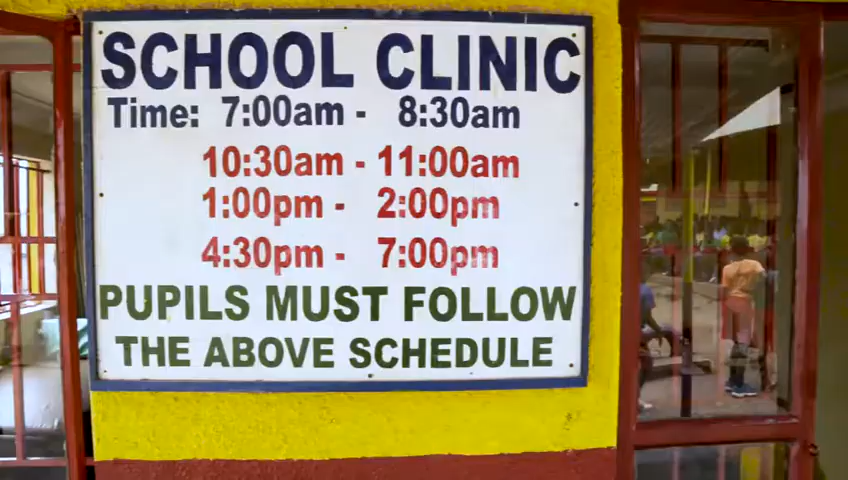 SCHOOL CLINIC
Time: 7:00am - 8:30am
10:30am - 11:00am
1:00pm - 2:00pm
4:30pm - 7:00pm
PUPILS MUST FOLLOW
THE ABOVE SCHEDULE